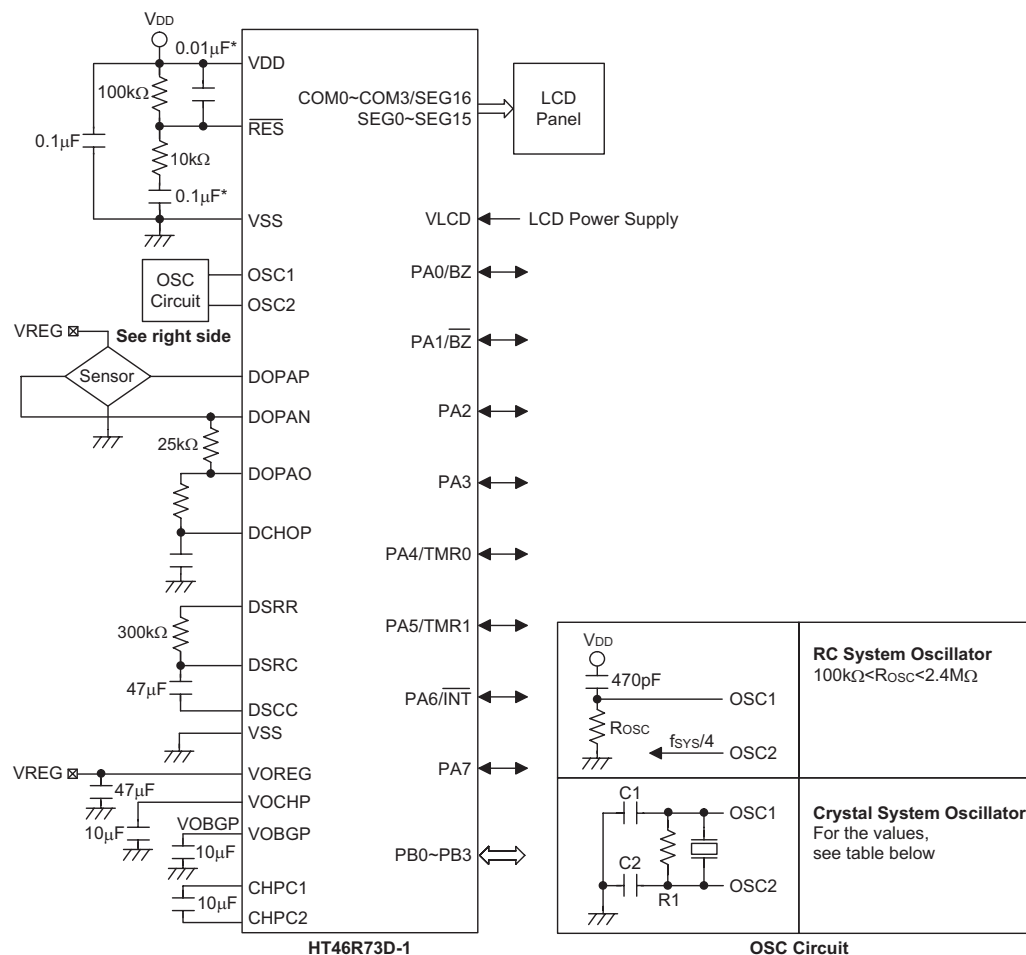 VDD
0.01µF*
VDD
100kΩ
RES
0.1µF
10kΩ
0.1µF*
VSS
OSC
Circuit
OSC1
OSC2
See right side
VREG
Sensor
DOPAP
DOPAN
25kΩ
DOPAO
DCHOP
DSRR
300kΩ
DSRC
47µF
DSCC
VSS
VREG
VOREG
47µF
VOCHP
10µF
VOBGP
10µF
CHPC1
10µF
CHPC2
COM0~COM3/SEG16
SEG0~SEG15
LCD
Panel
VLCD
LCD Power Supply
PA0/BZ
PA1/BZ
PA2
PA3
PA4/TMR0
PA5/TMR1
PA6/INT
PA7
PB0~PB3
HT46R73D-1
VDD
470pF
OSC1
ROSC
fSYS/4
OSC2
RC System Oscillator
100kΩ<ROSC<2.4MΩ
C1
OSC1
C2
R1
OSC2
Crystal System Oscillator
For the values,
see table below
OSC Circuit